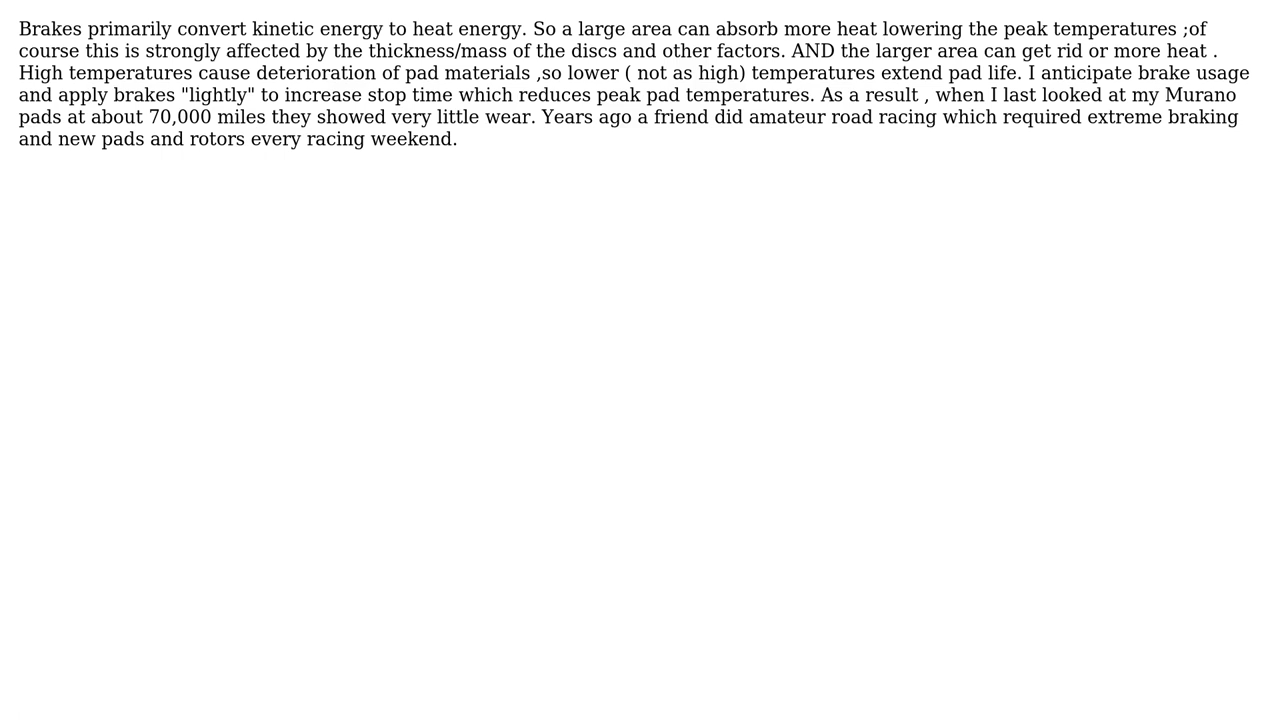 Brakes primarily convert kinetic energy to heat energy. So a large area can absorb more heat lowering the peak temperatures ;of
course this is strongly affected by the thickness/mass of the discs and other factors. AND the larger area can get rid or more heat .
High temperatures cause deterioration of pad materials ,so lower ( not as high) temperatures extend pad life. I anticipate brake usage
and apply brakes "lightly" to increase stop time which reduces peak pad temperatures. As a result , when I last looked at my Murano
pads at about 70,000 miles they showed very little wear. Years ago a friend did amateur road racing which required extreme braking
and new pads and rotors every racing weekend.